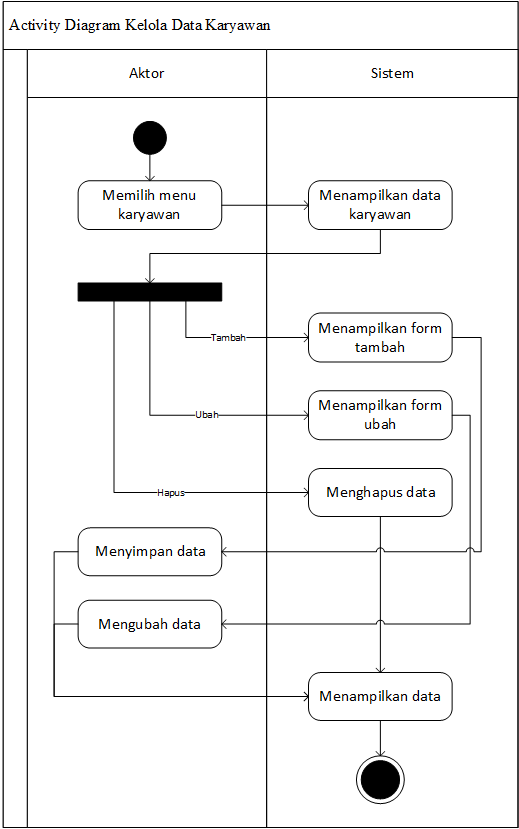 Activity Diagram Kelola Data Karyawan
Aktor
Sistem
Memilih menu
karyawan
Menampilkan data
karyawan
Tambah
Menampilkan form
tambah
Ubah
Menampilkan form
ubah
Hapus
Menghapus data
Menyimpan data
Mengubah data
Menampilkan data